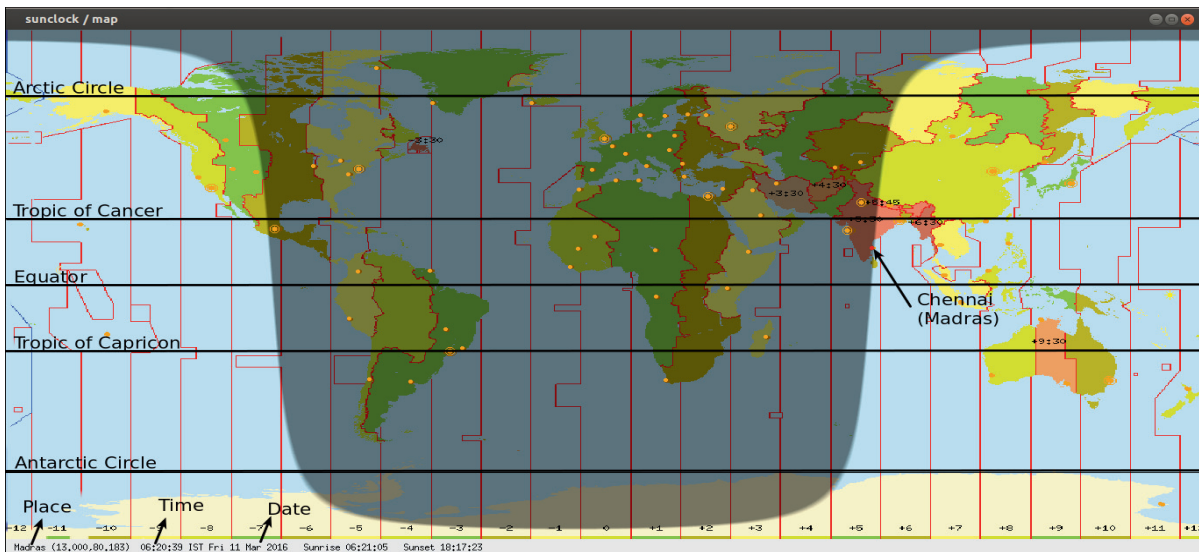 sunclock / map
Arctic Circle
-3:30
+3:30
+4:30
+5:45
+5:30
+6:30
Tropic of Cancer
Equator
Chennai
(Madras)
Tropic of Capricon
+9:30
Antarctic Circle
Place
Time
Date
-12 -11 -10 -9 -8 -7 -6 -5 -4 -3 -2 -1 0 +1 +2 +3 +4 +5 +6 +7 +8 +9 +10 +11 +12
Madras (13.000,80.183) 06:20:39 IST Fri 11 Mar 2016 Sunrise 06:21:05 Sunset 18:17:23